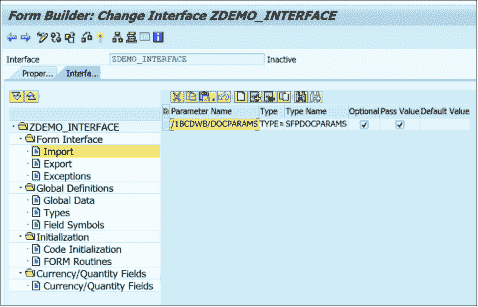 Form Builder: Change Interface ZDEMO_INTERFACE
Interface ZDEMO_INTERFACE Inactive
Proper... Interfa...
Parameter Name Type Type Name Optional Pass Value Default Value
/1BCDWB/DOCPARAMS TYPE SFPDOCPARAMS
ZDEMO_INTERFACE
Form Interface
Import
Export
Exceptions
Global Definitions
Global Data
Types
Field Symbols
Initialization
Code Initialization
FORM Routines
Currency/Quantity Fields
Currency/Quantity Fields